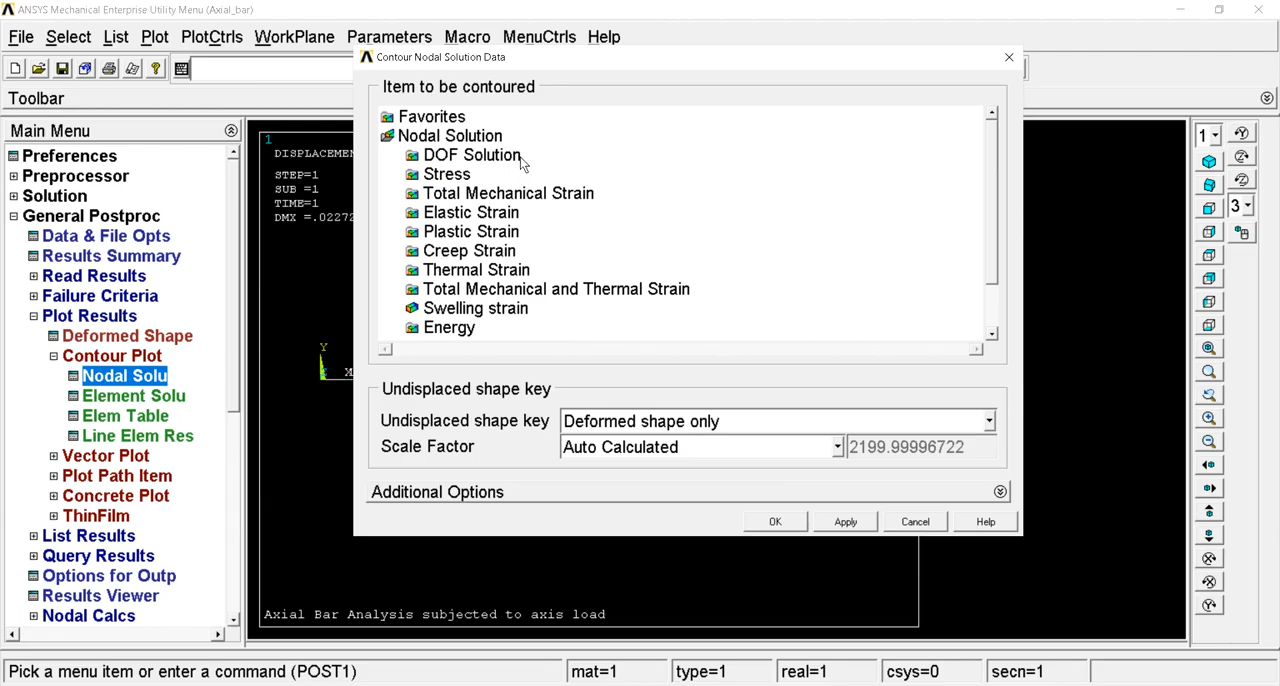 ANSYS Mechanical Enterprise Utility Menu (Axial_bar)
File Select List Plot PlotCtrls WorkPlane Parameters Macro MenuCtrls Help
Contour Nodal Solution Data
Toolbar
Main Menu
Preferences
Preprocessor
Solution
General Postproc
Data & File Opts
Results Summary
Read Results
Failure Criteria
Plot Results
Deformed Shape
Contour Plot
Nodal Solu
Element Solu
Elem Table
Line Elem Res
Vector Plot
Plot Path Item
Concrete Plot
ThinFilm
List Results
Query Results
Options for Outp
Results Viewer
Nodal Calcs
1
DISPLACEMEN
STEP=1
SUB =1
TIME=1
DMX =.02272
Y
Axial Bar Analysis subjected to axis load
Item to be contoured
Favorites
Nodal Solution
DOF Solution
Stress
Total Mechanical Strain
Elastic Strain
Plastic Strain
Creep Strain
Thermal Strain
Total Mechanical and Thermal Strain
Swelling strain
Energy
Undisplaced shape key
Undisplaced shape key Deformed shape only
Scale Factor Auto Calculated 2199.99996722
Additional Options
OK Apply Cancel Help
1
3
Pick a menu item or enter a command (POST1) mat=1 type=1 real=1 csys=0 secn=1